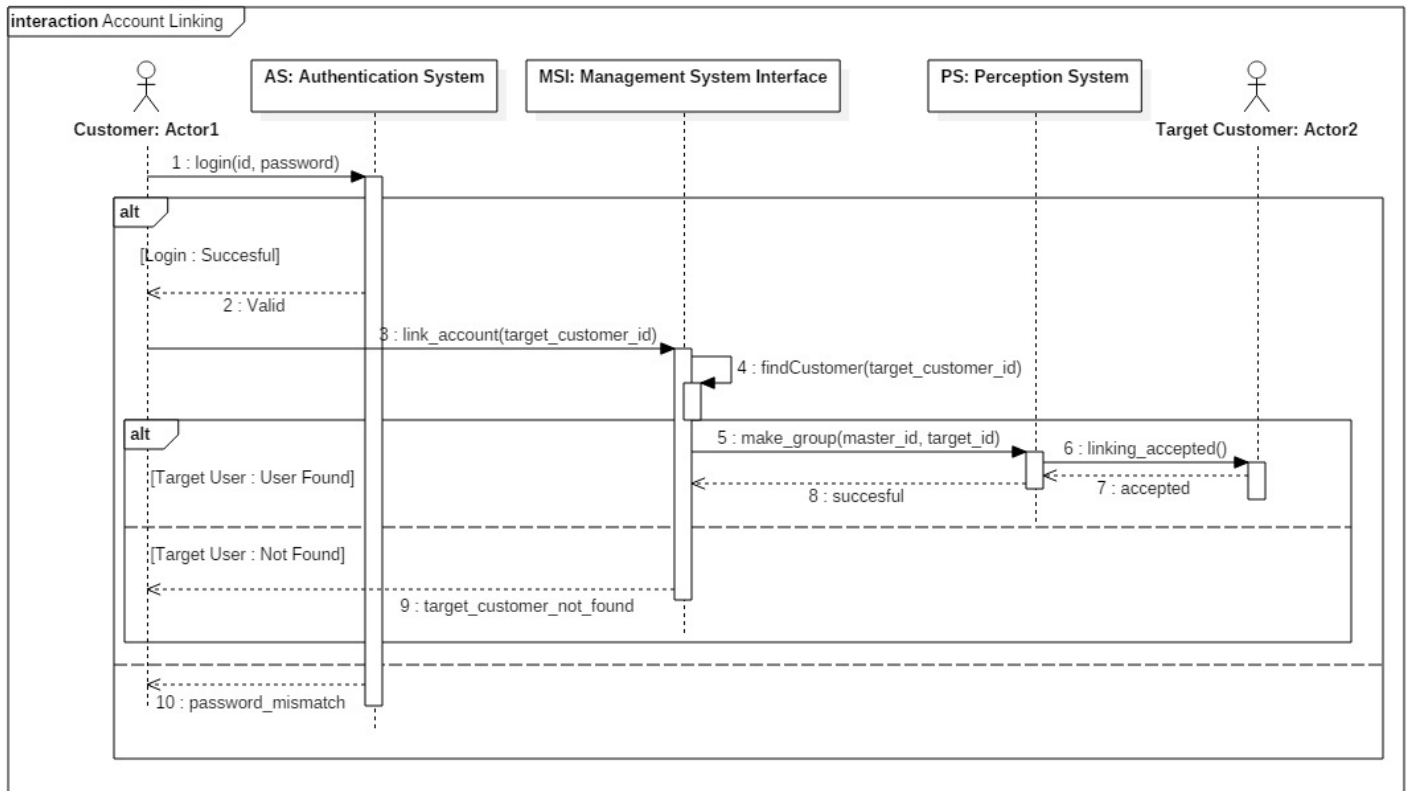 interaction Account Linking
AS: Authentication System
MSI: Management System Interface
PS: Perception System
Customer: Actor1
Target Customer: Actor2
1 : login(id, password)
alt
[Login : Succesful]
2 : Valid
3 : link_account(target_customer_id)
4 : findCustomer(target_customer_id)
alt
5 : make_group(master_id, target_id)
6 : linking_accepted()
[Target User : User Found]
7 : accepted
8 : succesful
[Target User : Not Found]
9 : target_customer_not_found
10 : password_mismatch